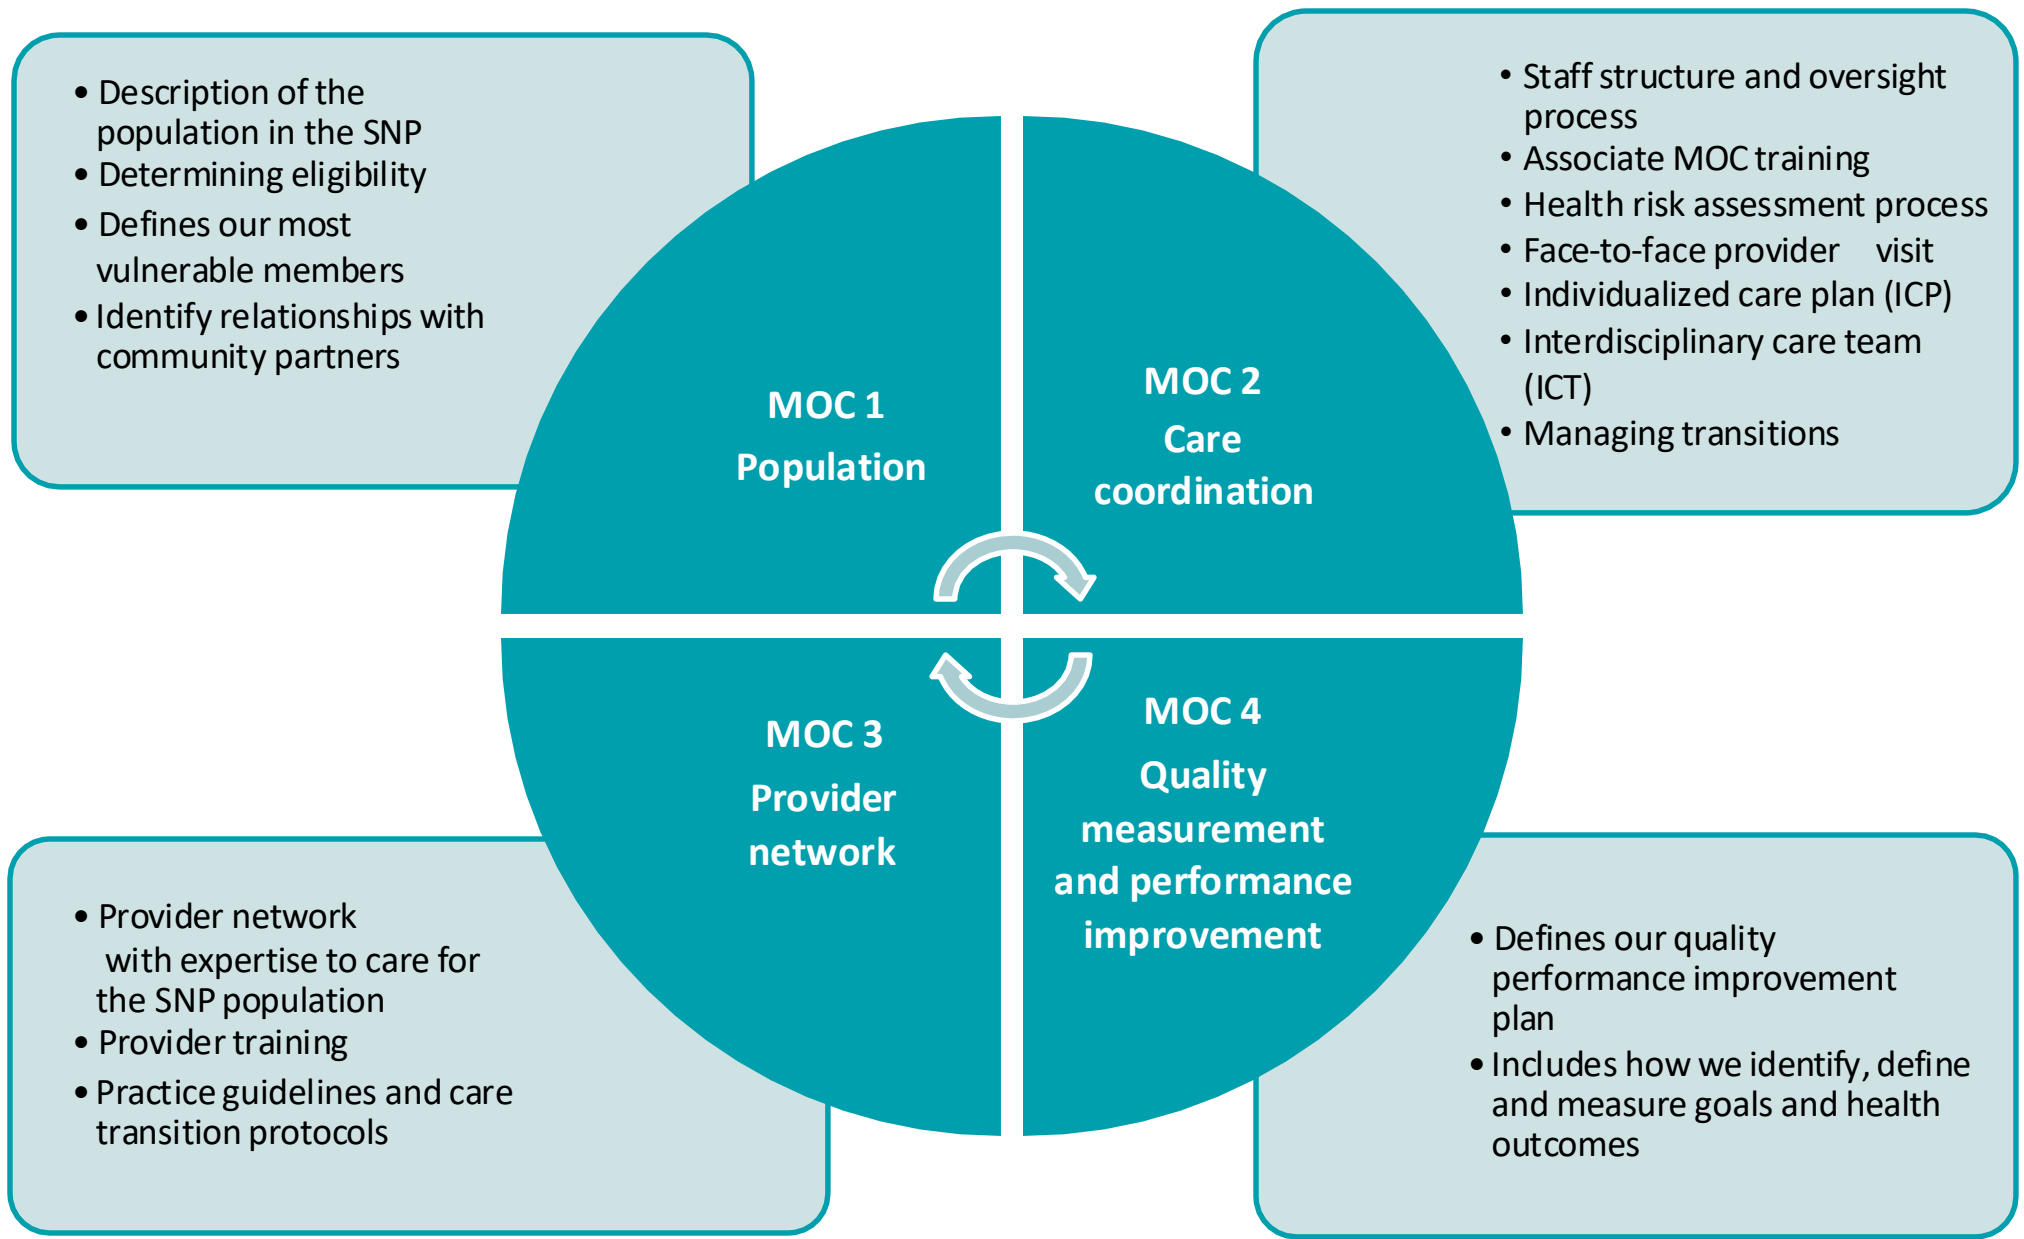 • Description of the
population in the SNP
• Determining eligibility
• Defines our most
vulnerable members
• Identify relationships with
community partners
• Staff structure and oversight
process
• Associate MOC training
• Health risk assessment process
• Face-to-face provider visit
• Individualized care plan (ICP)
• Interdisciplinary care team
(ICT)
• Managing transitions
MOC 1
Population
MOC 2
Care
coordination
MOC 3
Provider
network
MOC 4
Quality
measurement
and performance
improvement
• Provider network
with expertise to care for
the SNP population
• Provider training
• Practice guidelines and care
transition protocols
• Defines our quality
performance improvement
plan
• Includes how we identify, define
and measure goals and health
outcomes